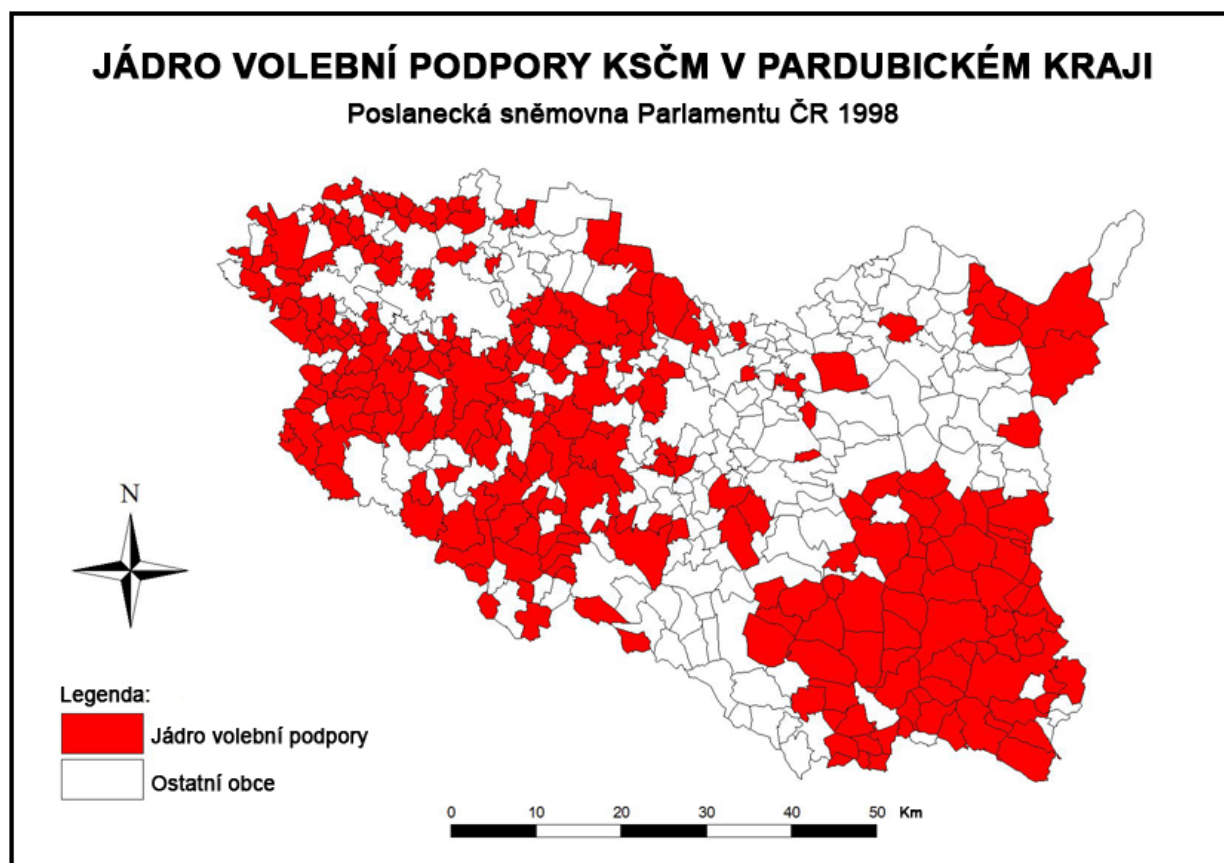 JÁDRO VOLEBNÍ PODPORY KSČM V PARDUBICKÉM KRAJI
Poslanecká sněmovna Parlamentu ČR 1998
N
Legenda:
Jádro volební podpory
Ostatní obce
0 10 20 30 40 50 Km